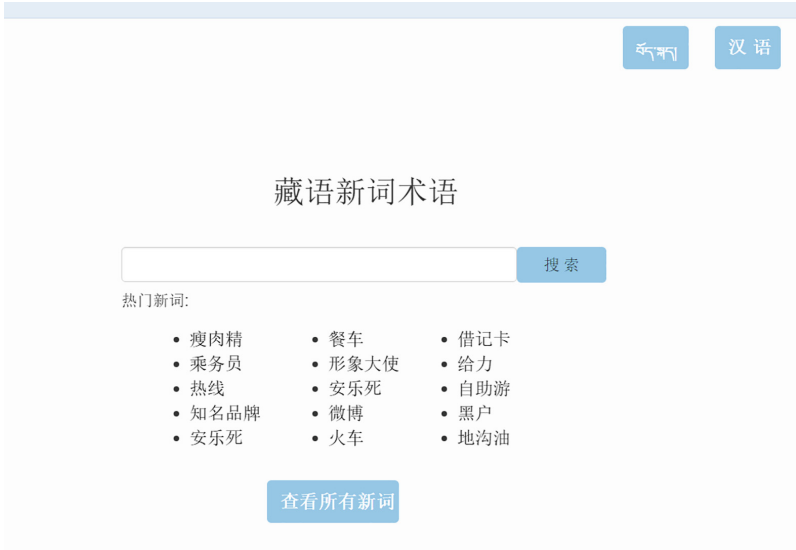 བོད་སྐད། 汉 语
藏语新词术语
搜 索
热门新词:
• 瘦肉精 • 餐车 • 借记卡
• 乘务员 • 形象大使 • 给力
• 热线 • 安乐死 • 自助游
• 知名品牌 • 微博 • 黑户
• 安乐死 • 火车 • 地沟油
查看所有新词